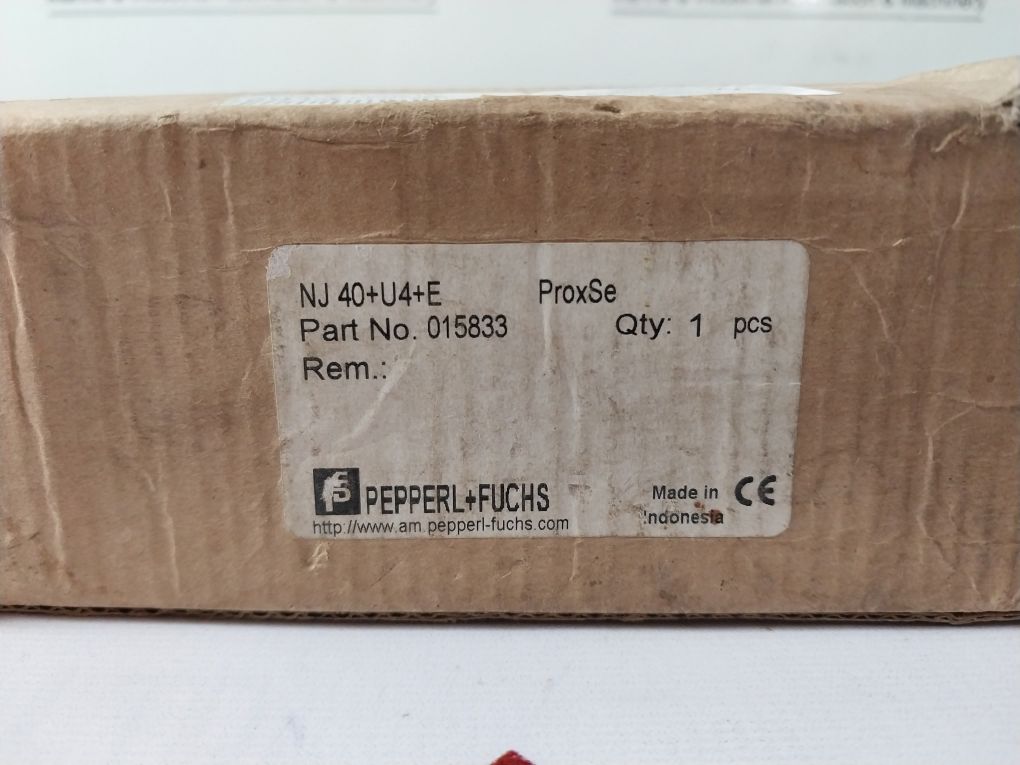 NJ 40+U4+E ProxSe
Part No. 015833 Qty: 1 pcs
Rem.:
PEPPERL+FUCHS
http://www.am.pepperl-fuchs.com
Made in
Indonesia
CE